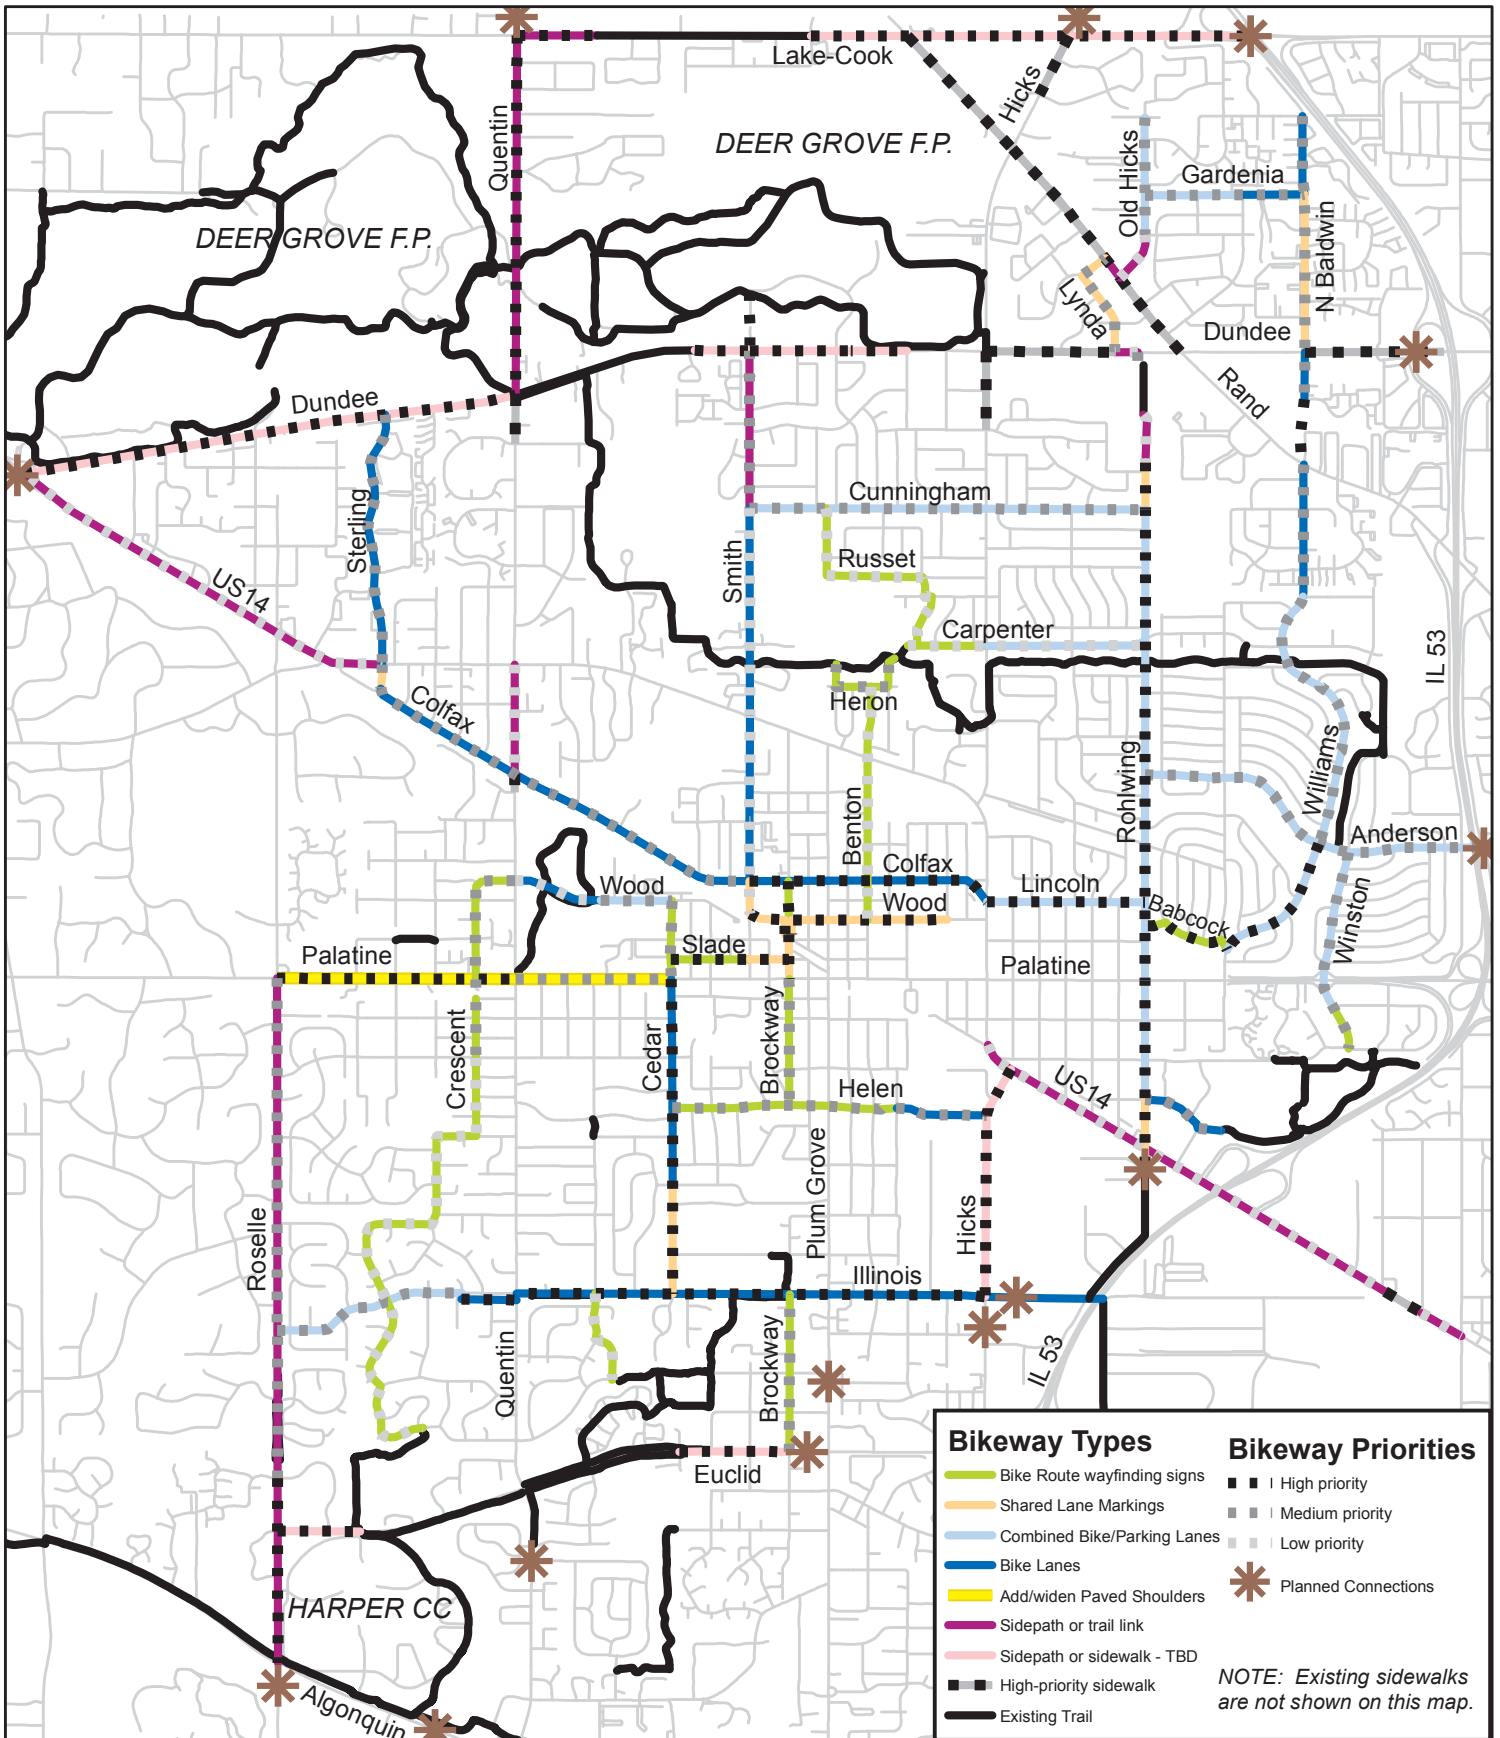 Lake-Cook
Hicks
Quentin
DEER GROVE F.P.
Old Hicks
Gardenia
DEER GROVE F.P.
N Baldwin
Lynda
Dundee
Rand
Dundee
Cunningham
Sterling
Smith
Russet
US14
Carpenter
IL 53
Heron
Colfax
Williams
Rohlwing
Benton
Anderson
Colfax
Wood
Lincoln
Wood
Babcock
Winston
Slade
Palatine
Palatine
Crescent
Cedar
Brockway
Helen
US14
Plum Grove
Hicks
Roselle
Illinois
Quentin
Brockway
IL 53
Euclid
HARPER CC
Algonquin
Bikeway Types
Bike Route wayfinding signs
Shared Lane Markings
Combined Bike/Parking Lanes
Bike Lanes
Add/widen Paved Shoulders
Sidepath or trail link
Sidepath or sidewalk - TBD
High-priority sidewalk
Existing Trail
Bikeway Priorities
High priority
Medium priority
Low priority
Planned Connections
NOTE: Existing sidewalks
are not shown on this map.